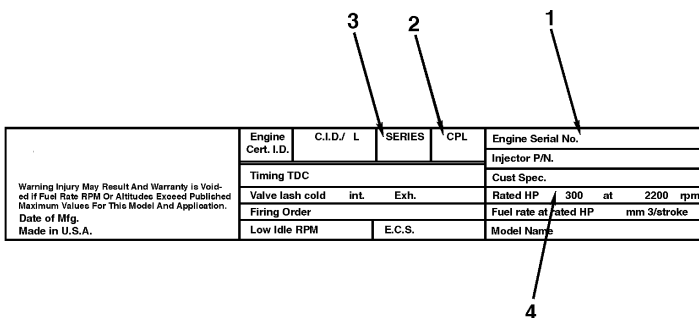 3
2
1
Engine
Cert. I.D.
C.I.D./ L
SERIES
CPL
Engine Serial No.
Injector P/N.
Timing TDC
Cust Spec.
Warning Injury May Result And Warranty is Void-
ed if Fuel Rate RPM Or Altitudes Exceed Published
Maximum Values For This Model And Application.
Date of Mfg.
Made in U.S.A.
Valve lash cold int. Exh.
Rated HP 300 at 2200 rpm
Firing Order
Fuel rate at rated HP mm 3/stroke
Low Idle RPM
E.C.S.
Model Name
4